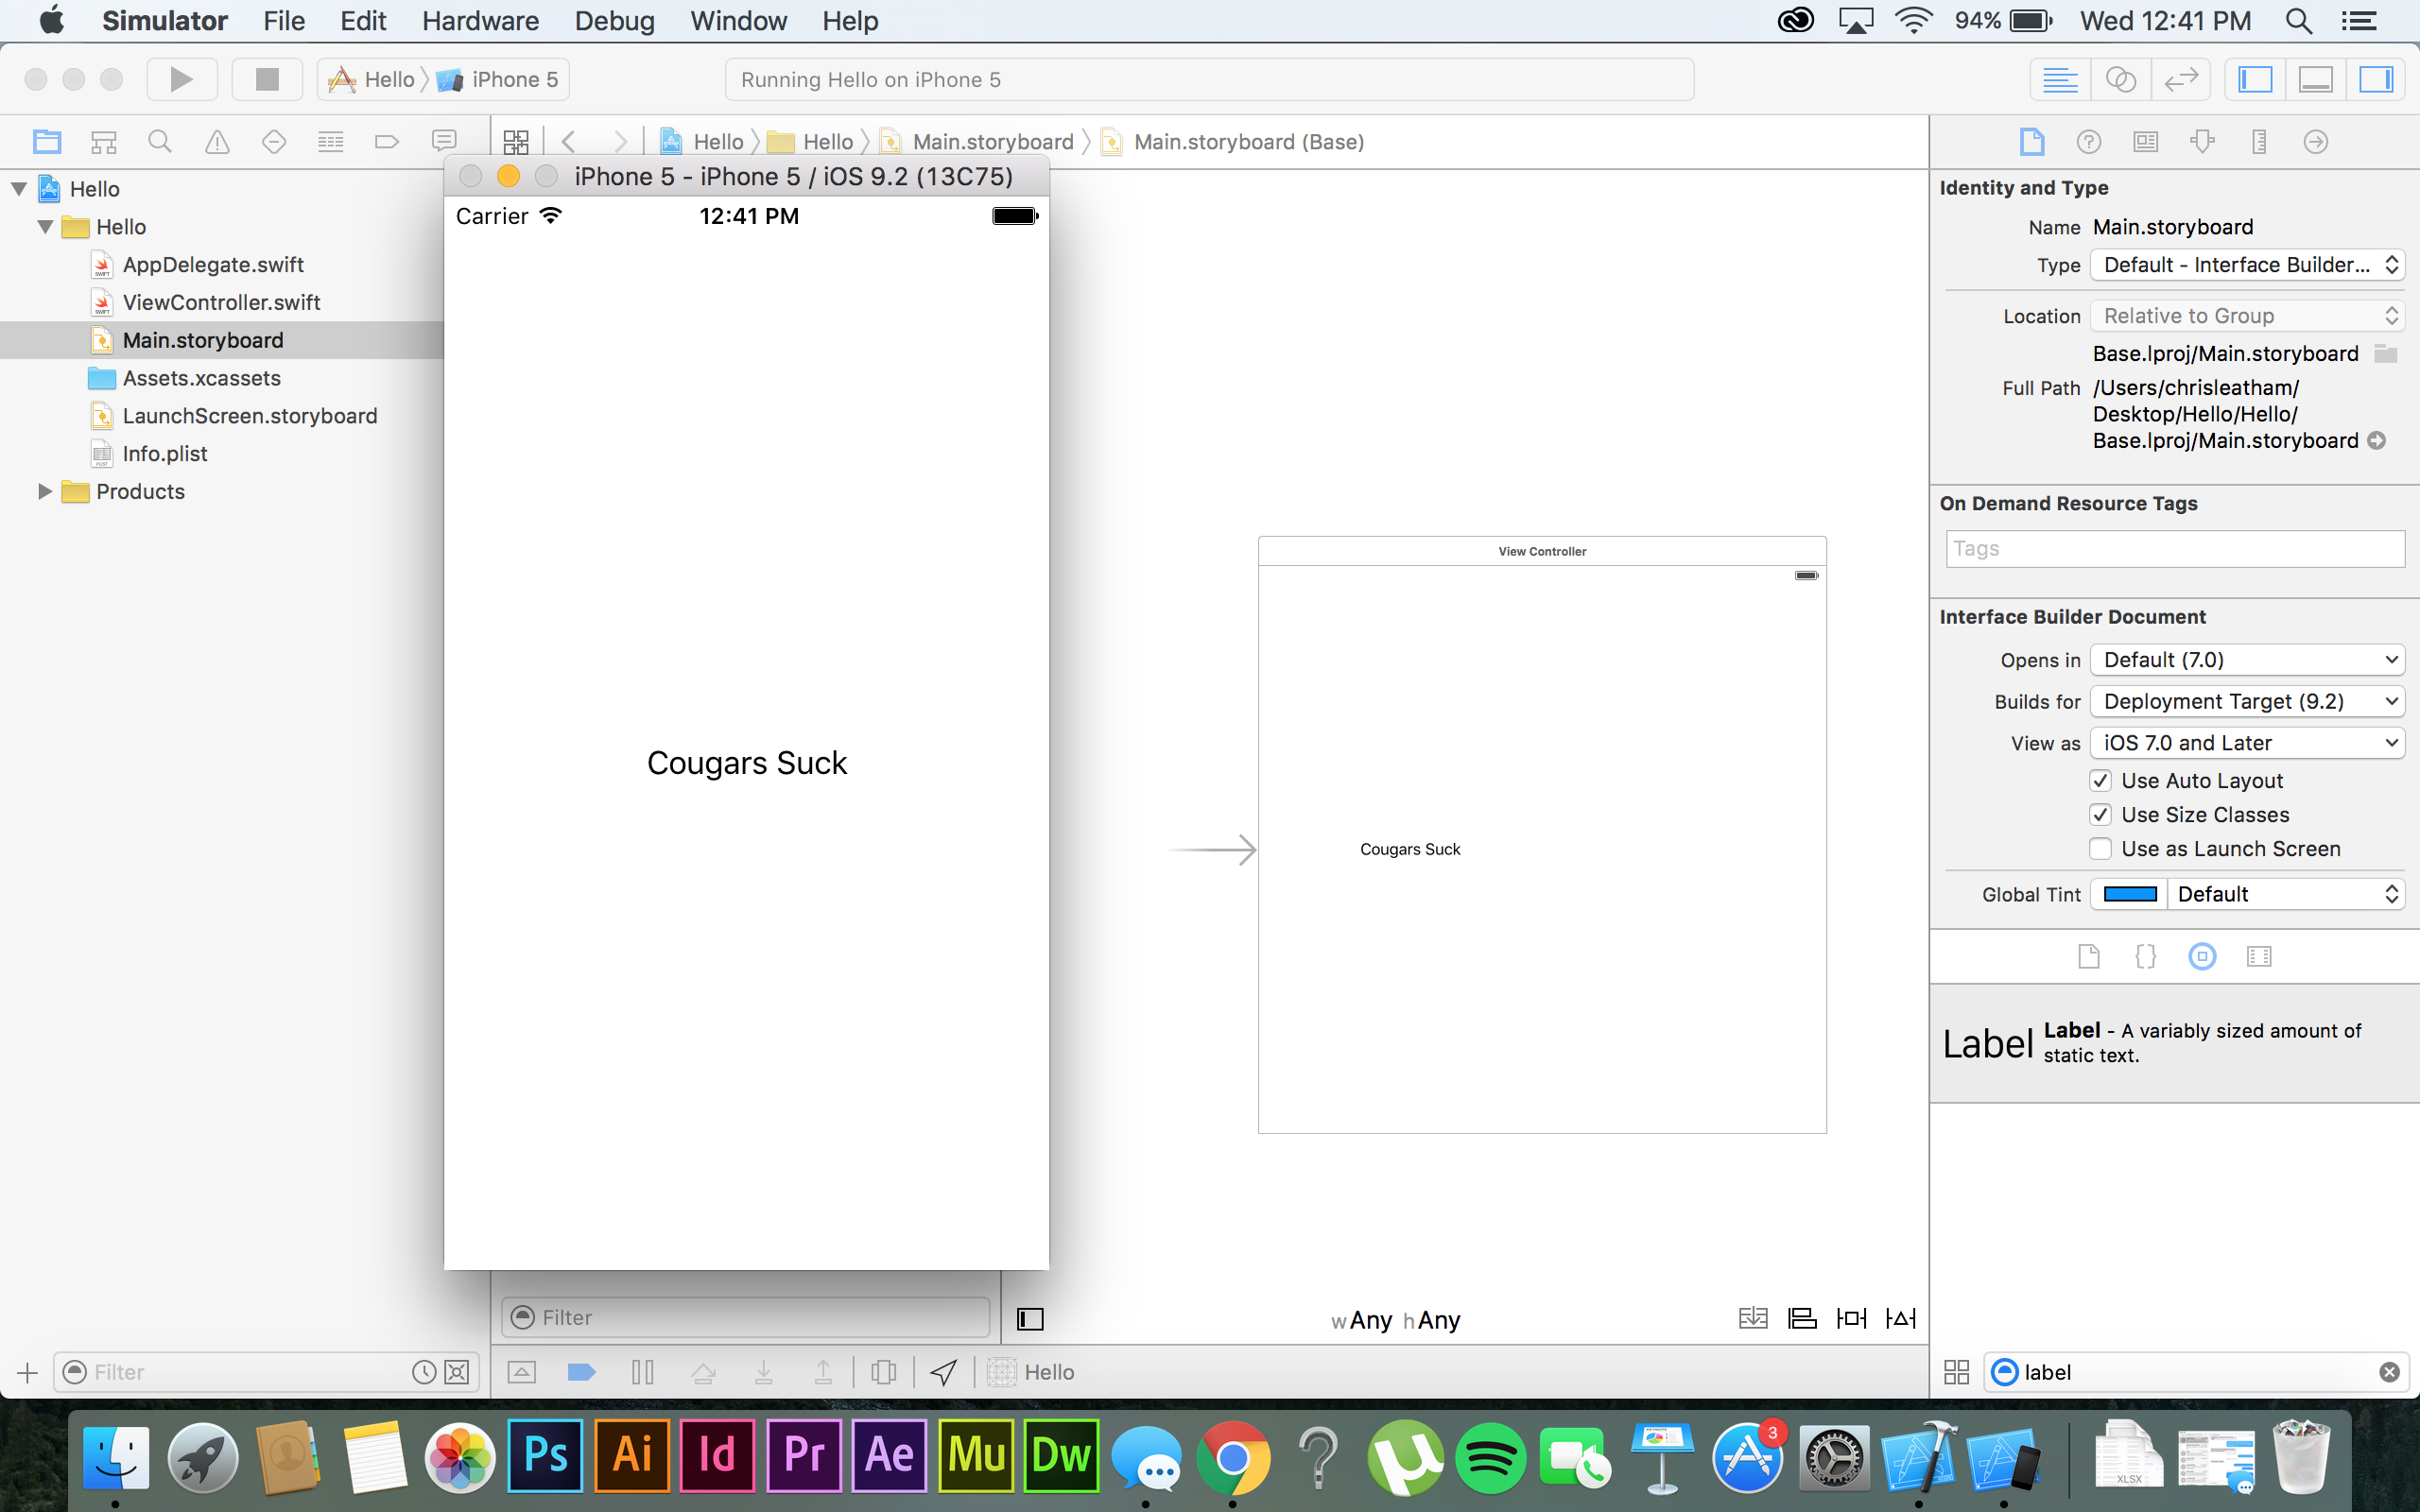 Simulator File Edit Hardware Debug Window Help 94% Wed 12:41 PM
Hello iPhone 5 Running Hello on iPhone 5
Hello Hello Main.storyboard Main.storyboard (Base)
Hello
Hello
AppDelegate.swift
ViewController.swift
Main.storyboard
Assets.xcassets
LaunchScreen.storyboard
Info.plist
Products
iPhone 5 - iPhone 5 / iOS 9.2 (13C75)
Carrier 12:41 PM
Cougars Suck
View Controller
Cougars Suck
Filter
wAny hAny
Filter
Hello
Identity and Type
Name Main.storyboard
Type Default - Interface Builder...
Location Relative to Group
Base.lproj/Main.storyboard
Full Path /Users/chrisleatham/
Desktop/Hello/Hello/
Base.lproj/Main.storyboard
On Demand Resource Tags
Tags
Interface Builder Document
Opens in Default (7.0)
Builds for Deployment Target (9.2)
View as iOS 7.0 and Later
Use Auto Layout
Use Size Classes
Use as Launch Screen
Global Tint Default
{}
Label Label - A variably sized amount of
static text.
label
Ps Ai Id Pr Ae Mu Dw ? µ 3 XLSX